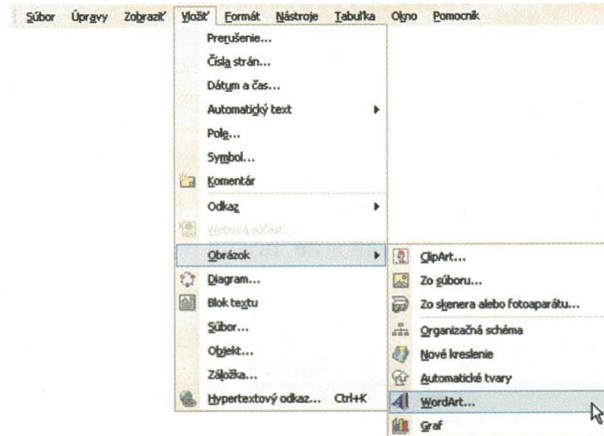 Súbor Úpravy Zobraziť Vložiť Formát Nástroje Tabuľka Okno Pomocník
Prerušenie...
Čísla strán...
Dátum a čas...
Automatický text
Pole...
Symbol...
Komentár
Odkaz
Webová súčasť...
Obrázok
Diagram...
Blok textu
Súbor...
Objekt...
Záložka...
Hypertextový odkaz... Ctrl+K
ClipArt...
Zo súboru...
Zo skenera alebo fotoaparátu...
Organizačná schéma
Nové kreslenie
Automatické tvary
WordArt...
Graf